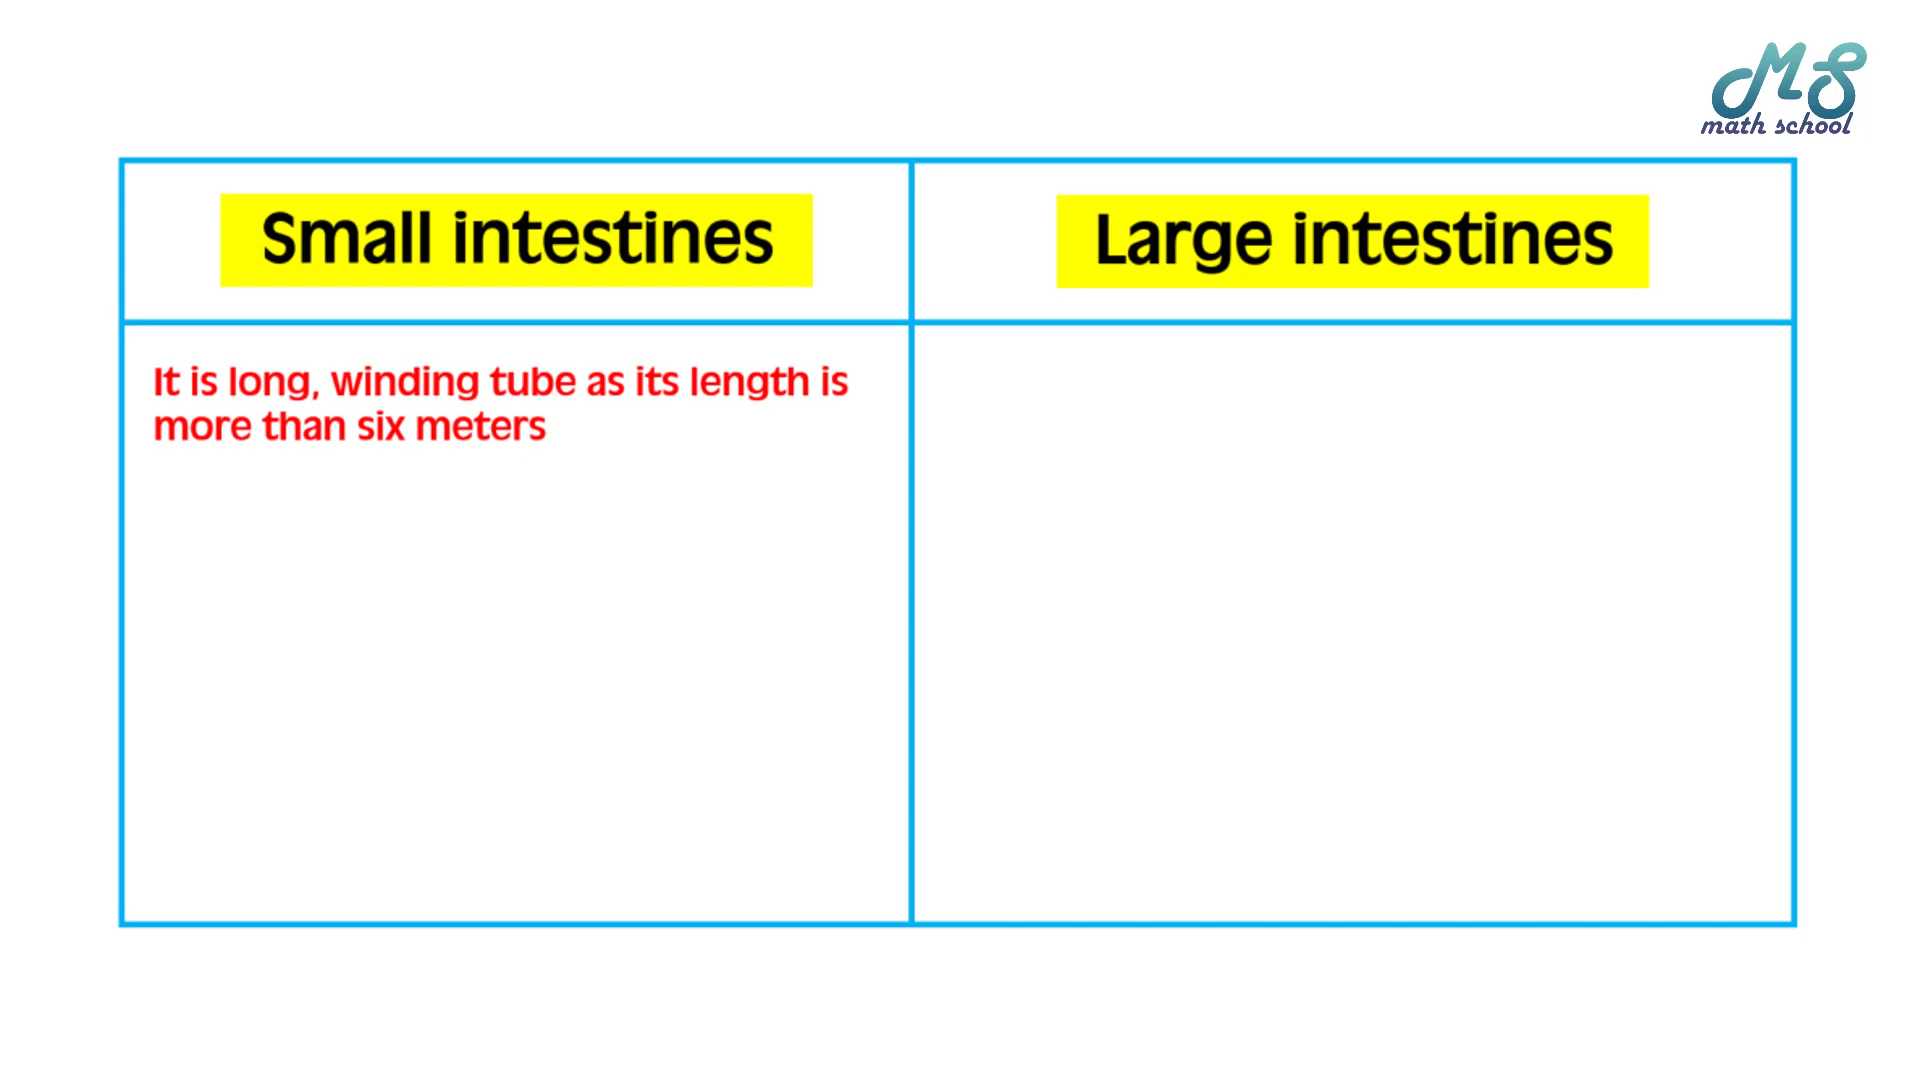 MS
math school
Small intestines
Large intestines
It is long, winding tube as its length is
more than six meters